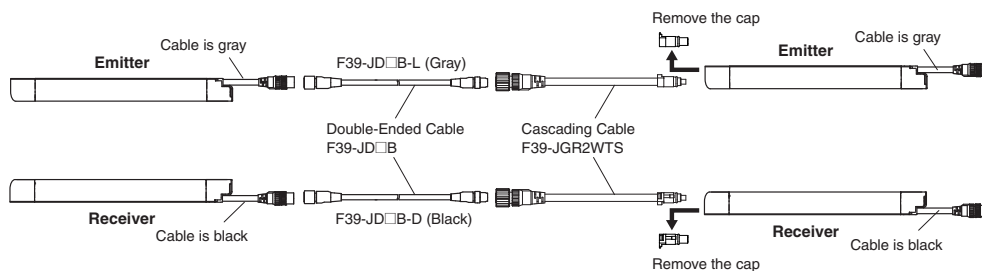 Remove the cap
Cable is gray
Emitter
F39-JD□B-L (Gray)
Emitter
Cable is gray
Double-Ended Cable
F39-JD□B
Cascading Cable
F39-JGR2WTS
Receiver
Cable is black
F39-JD□B-D (Black)
Receiver
Cable is black
Remove the cap